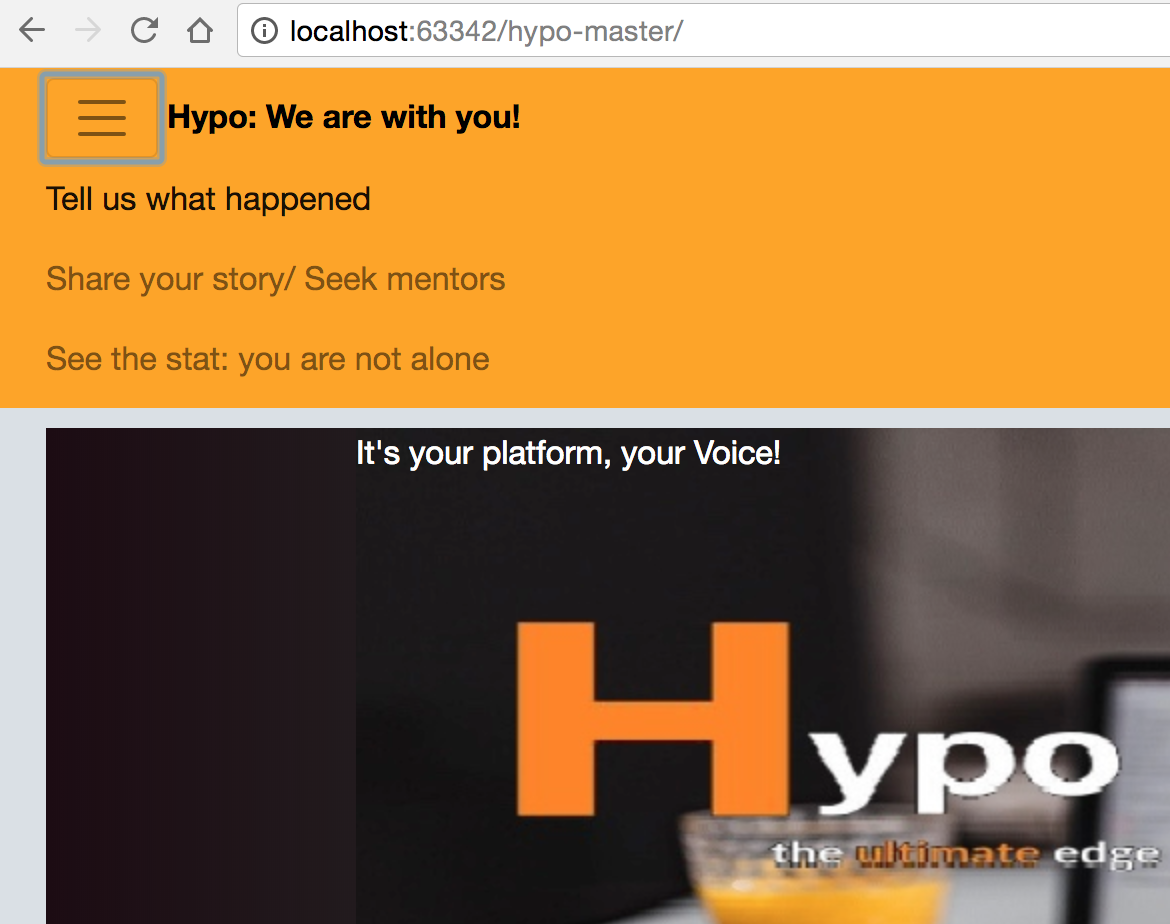 localhost:63342/hypo-master/
Hypo: We are with you!
Tell us what happened
Share your story/ Seek mentors
See the stat: you are not alone
It's your platform, your Voice!
Hypo
the ultimate edge